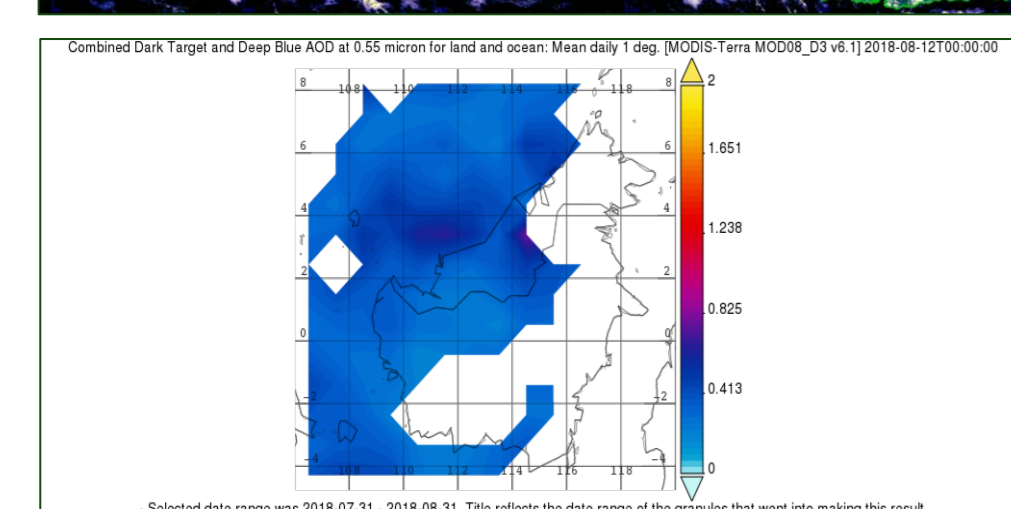 Combined Dark Target and Deep Blue AOD at 0.55 micron for land and ocean: Mean daily 1 deg. [MODIS-Terra MOD08_D3 v6.1] 2018-08-12T00:00:00
8 108 110 112 114 116 118 8
6 6
4 4
2 2
0 0
-2 -2
-4 108 110 112 114 116 118 -4
2
1.651
1.238
0.825
0.413
0
- Selected date range was 2018-07-31 - 2018-08-31. Title reflects the date range of the granules that went into making this result.